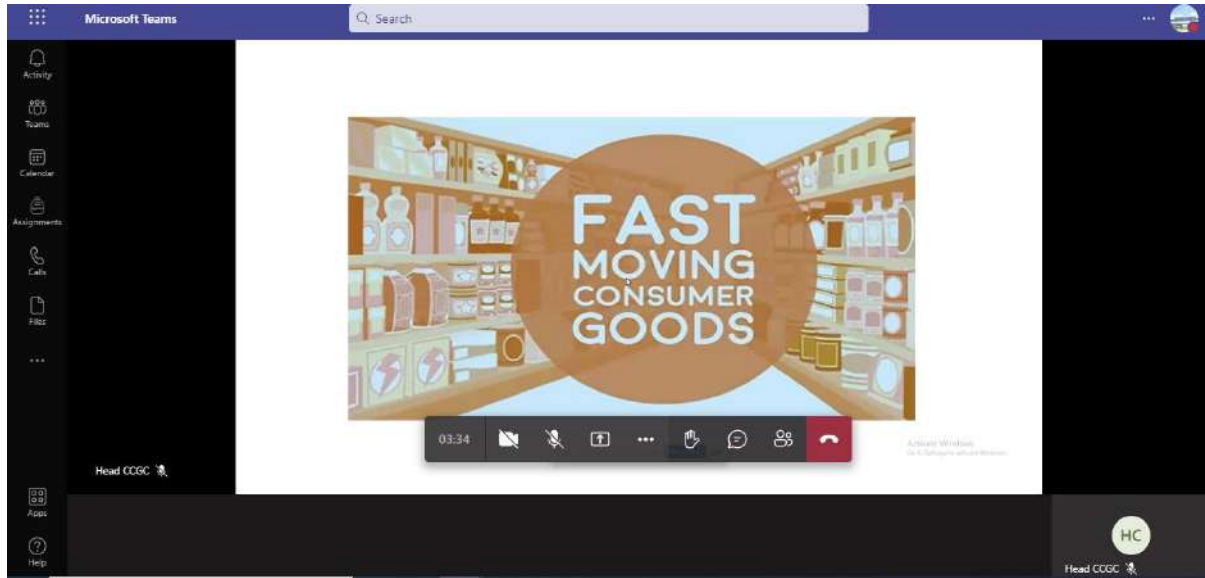 Microsoft Teams
Search
Activity
Teams
Calendar
Assignments
Calls
Files
Apps
Help
FAST
MOVING
CONSUMER
GOODS
03:34
Activate Windows
Head CCGC
HC
Head CCGC